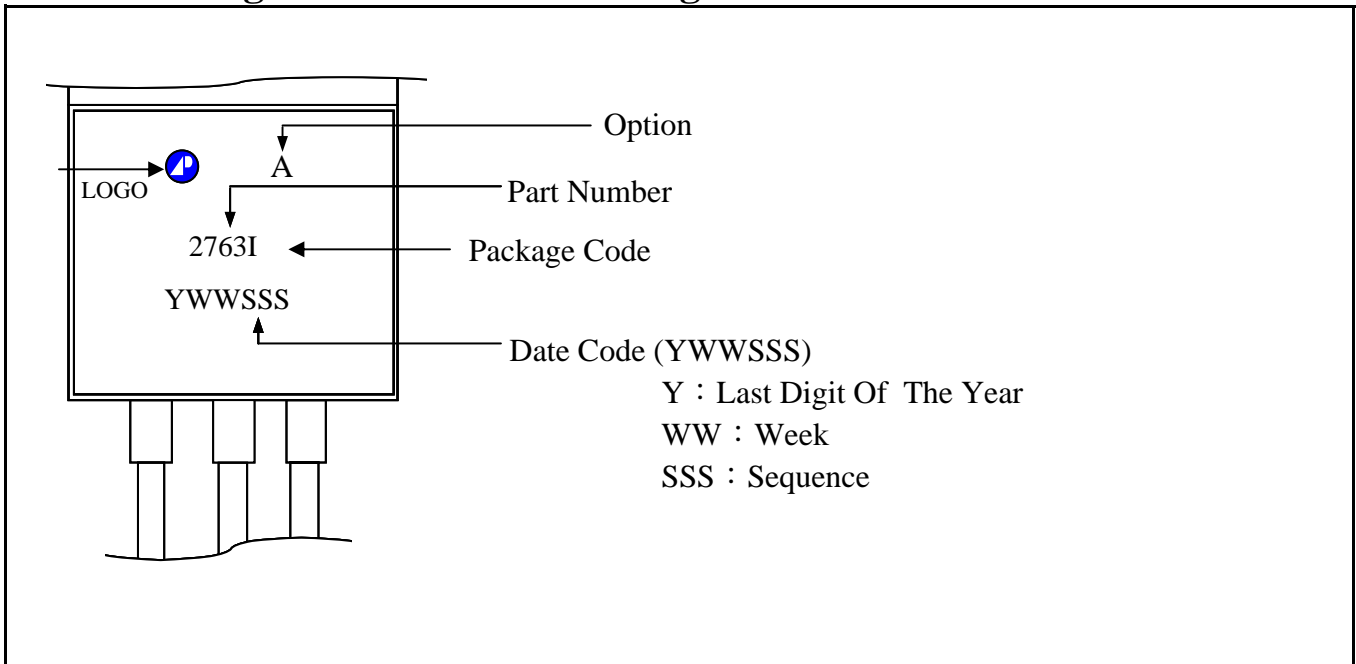 Option
A
LOGO
Part Number
2763I
Package Code
YWWSSS
Date Code (YWWSSS)
Y：Last Digit Of The Year
WW：Week
SSS：Sequence